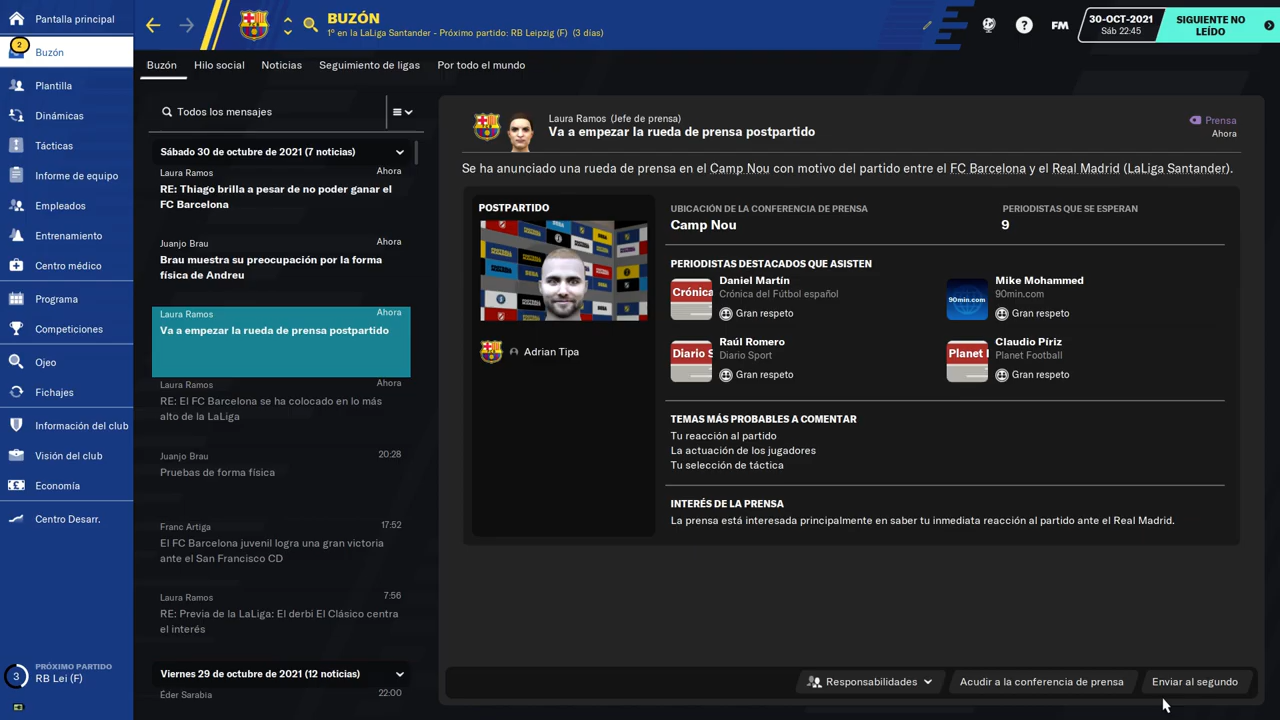 Pantalla principal
2
Buzón
Plantilla
Dinámicas
Tácticas
Informe de equipo
Empleados
Entrenamiento
Centro médico
Programa
Competiciones
Ojeo
Fichajes
Información del club
Visión del club
Economía
Centro Desarr.
3
PRÓXIMO PARTIDO
RB Lei (F)
BUZÓN
1º en la LaLiga Santander - Próximo partido: RB Leipzig (F) (3 días)
FM
30-OCT-2021
Sáb 22:45
SIGUIENTE NO
LEÍDO
Buzón
Hilo social
Noticias
Seguimiento de ligas
Por todo el mundo
Todos los mensajes
Sábado 30 de octubre de 2021 (7 noticias)
Laura Ramos
Ahora
RE: Thiago brilla a pesar de no poder ganar el
FC Barcelona
Juanjo Brau
Ahora
Brau muestra su preocupación por la forma
física de Andreu
Laura Ramos
Ahora
Va a empezar la rueda de prensa postpartido
Laura Ramos
Ahora
RE: El FC Barcelona se ha colocado en lo más
alto de la LaLiga
Juanjo Brau
20:28
Pruebas de forma física
Franc Artiga
17:52
El FC Barcelona juvenil logra una gran victoria
ante el San Francisco CD
Laura Ramos
7:56
RE: Previa de la LaLiga: El derbi El Clásico centra
el interés
Viernes 29 de octubre de 2021 (12 noticias)
Éder Sarabia
22:00
Laura Ramos (Jefe de prensa)
Va a empezar la rueda de prensa postpartido
Prensa
Ahora
Se ha anunciado una rueda de prensa en el Camp Nou con motivo del partido entre el FC Barcelona y el Real Madrid (LaLiga Santander).
POSTPARTIDO
Adrian Tipa
UBICACIÓN DE LA CONFERENCIA DE PRENSA
Camp Nou
PERIODISTAS QUE SE ESPERAN
9
PERIODISTAS DESTACADOS QUE ASISTEN
Crónica
Daniel Martín
Crónica del Fútbol español
Gran respeto
90min.com
Mike Mohammed
90min.com
Gran respeto
Diario S
Raúl Romero
Diario Sport
Gran respeto
Planet F
Claudio Píriz
Planet Football
Gran respeto
TEMAS MÁS PROBABLES A COMENTAR
Tu reacción al partido
La actuación de los jugadores
Tu selección de táctica
INTERÉS DE LA PRENSA
La prensa está interesada principalmente en saber tu inmediata reacción al partido ante el Real Madrid.
Responsabilidades
Acudir a la conferencia de prensa
Enviar al segundo